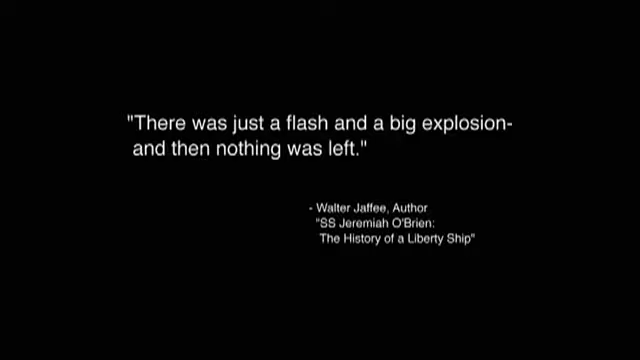 "There was just a flash and a big explosion-
and then nothing was left."
- Walter Jaffee, Author
"SS Jeremiah O'Brien:
The History of a Liberty Ship"